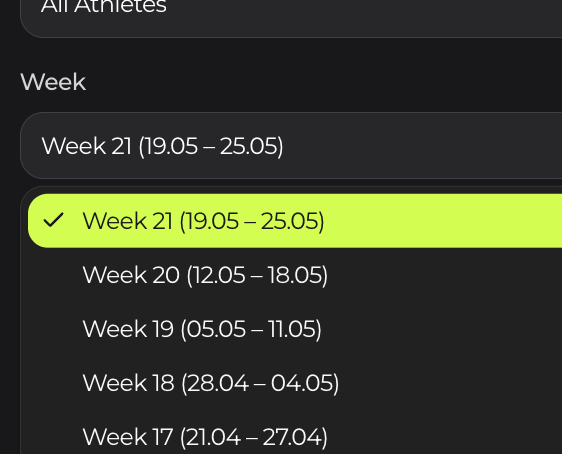 All Athletes
Week
Week 21 (19.05 – 25.05)
Week 21 (19.05 – 25.05)
Week 20 (12.05 – 18.05)
Week 19 (05.05 – 11.05)
Week 18 (28.04 – 04.05)
Week 17 (21.04 – 27.04)